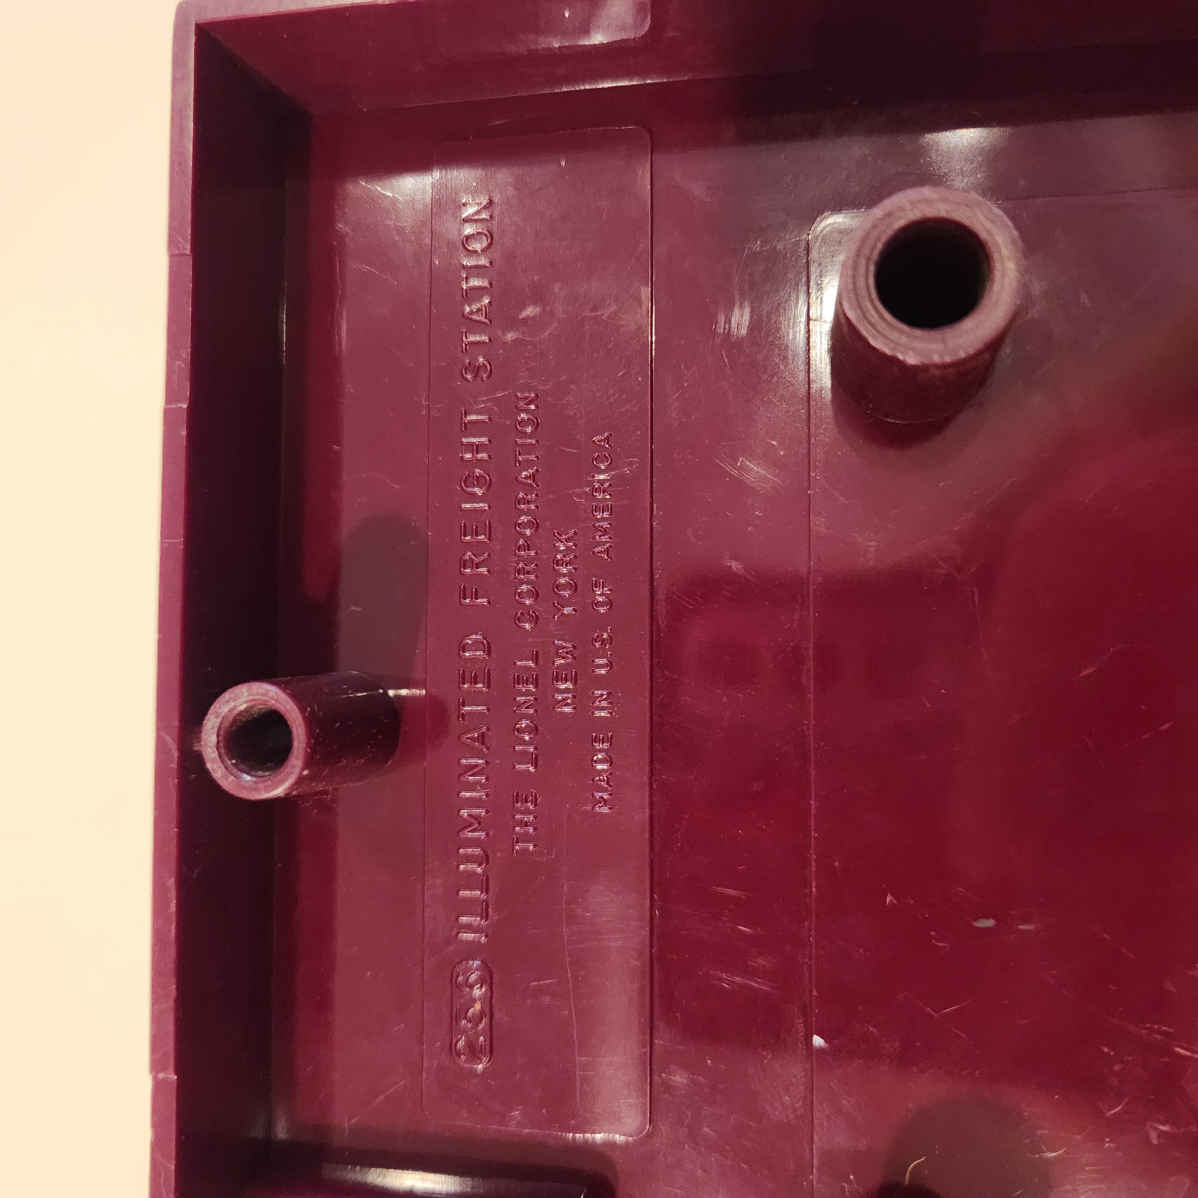 256 ILLUMINATED FREIGHT STATION
THE LIONEL CORPORATION
NEW YORK
MADE IN U.S. OF AMERICA